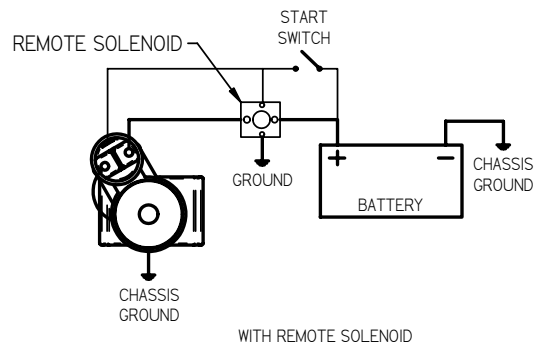 START
SWITCH
REMOTE SOLENOID
+
–
GROUND
BATTERY
CHASSIS
GROUND
CHASSIS
GROUND
WITH REMOTE SOLENOID